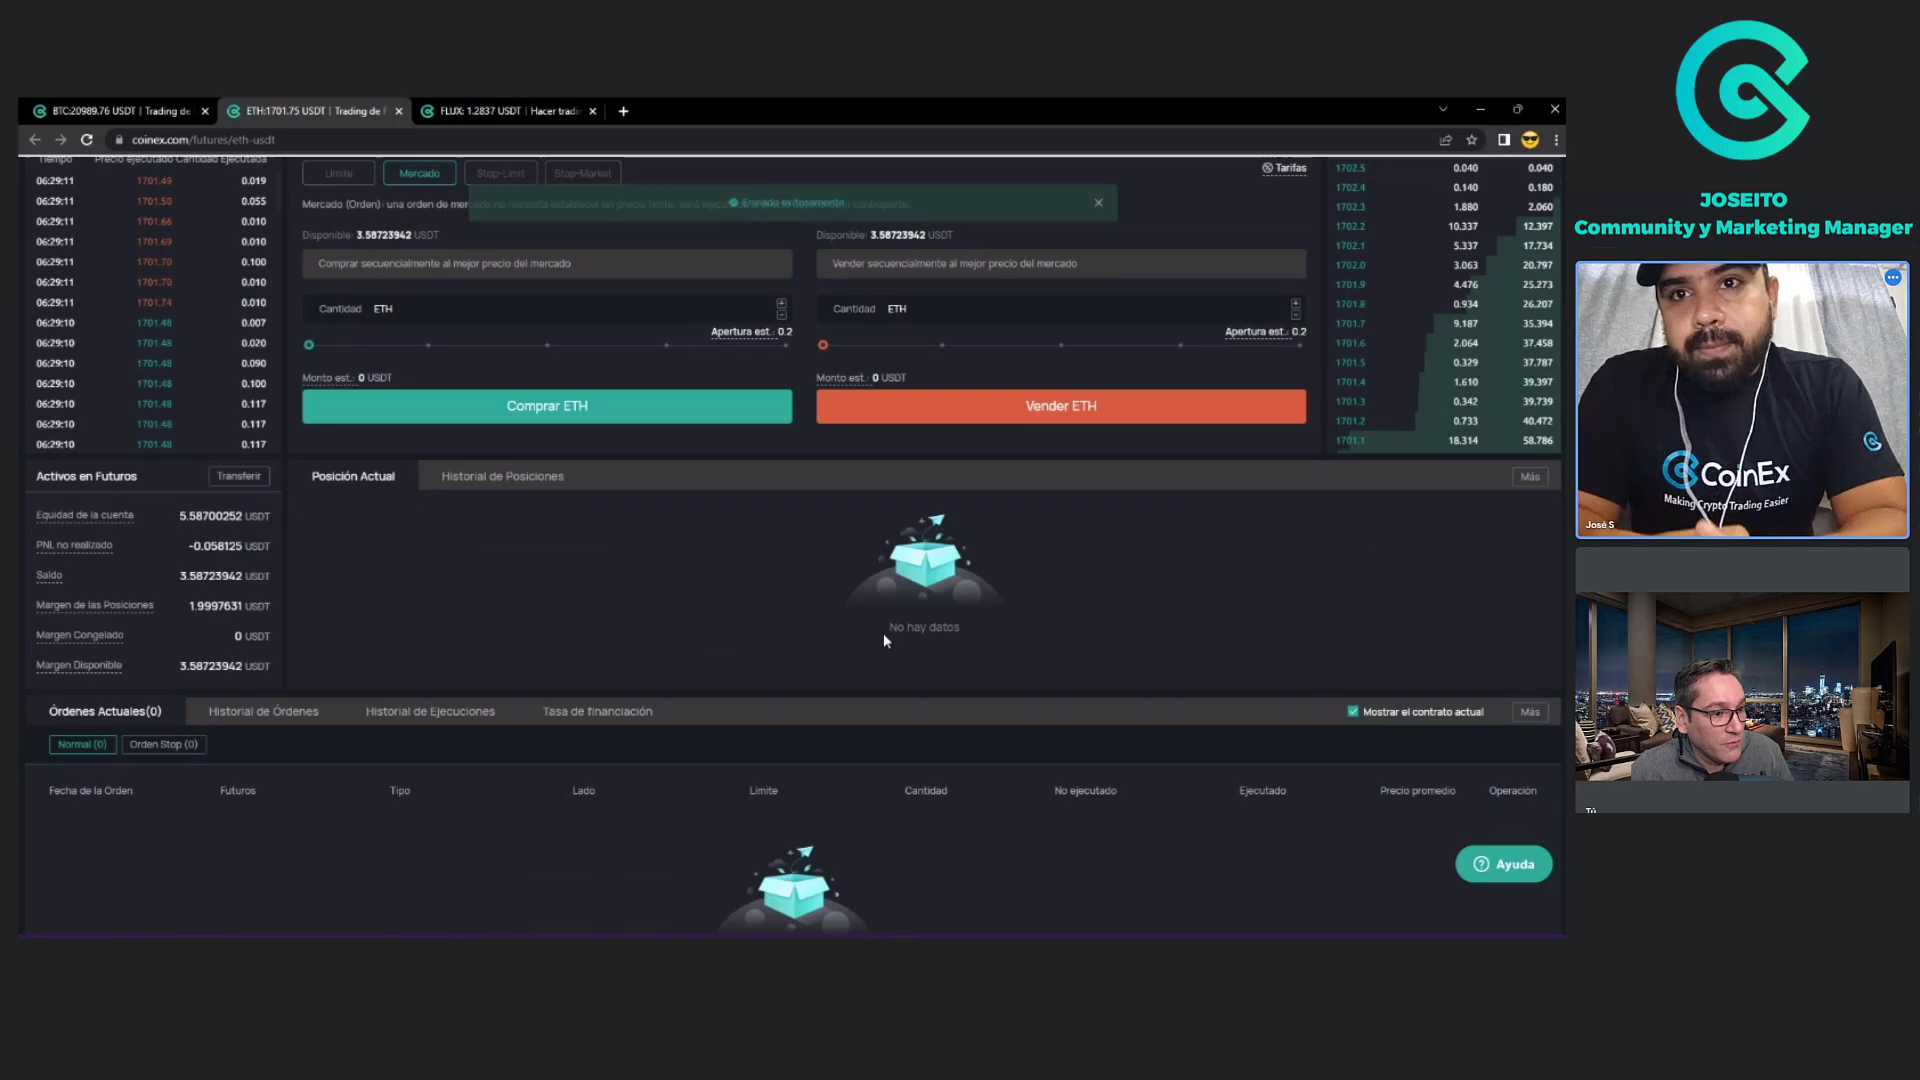 BTC:20989.76 USDT | Trading de
ETH:1701.75 USDT | Trading de F
FLUX: 1.2837 USDT | Hacer tradin
coinex.com/futures/eth-usdt
Tiempo Precio ejecutado Cantidad Ejecutada
06:29:11 1701.49 0.019
06:29:11 1701.50 0.055
06:29:11 1701.66 0.010
06:29:11 1701.69 0.010
06:29:11 1701.70 0.100
06:29:11 1701.70 0.010
06:29:11 1701.74 0.010
06:29:10 1701.48 0.007
06:29:10 1701.48 0.020
06:29:10 1701.48 0.090
06:29:10 1701.48 0.100
06:29:10 1701.48 0.117
06:29:10 1701.48 0.117
06:29:10 1701.48 0.117
Límite Mercado Stop-Limit Stop-Market
Tarifas
Mercado (Orden): una orden de mer
Enviado exitosamente
Disponible: 3.58723942 USDT
Comprar secuencialmente al mejor precio del mercado
Cantidad ETH
Apertura est.: 0.2
Monto est.: 0 USDT
Comprar ETH
Disponible: 3.58723942 USDT
Vender secuencialmente al mejor precio del mercado
Cantidad ETH
Apertura est.: 0.2
Monto est.: 0 USDT
Vender ETH
1702.5 0.040 0.040
1702.4 0.140 0.180
1702.3 1.880 2.060
1702.2 10.337 12.397
1702.1 5.337 17.734
1702.0 3.063 20.797
1701.9 4.476 25.273
1701.8 0.934 26.207
1701.7 9.187 35.394
1701.6 2.064 37.458
1701.5 0.329 37.787
1701.4 1.610 39.397
1701.3 0.342 39.739
1701.2 0.733 40.472
1701.1 18.314 58.786
Activos en Futuros Transferir
Equidad de la cuenta 5.58700252 USDT
PNL no realizado -0.058125 USDT
Saldo 3.58723942 USDT
Margen de las Posiciones 1.9997631 USDT
Margen Congelado 0 USDT
Margen Disponible 3.58723942 USDT
Posición Actual Historial de Posiciones Más
No hay datos
Órdenes Actuales(0) Historial de Órdenes Historial de Ejecuciones Tasa de financiación Mostrar el contrato actual Más
Normal (0) Orden Stop (0)
Fecha de la Orden Futuros Tipo Lado Límite Cantidad No ejecutado Ejecutado Precio promedio Operación
Ayuda
JOSEITO
Community y Marketing Manager
CoinEx
Making Crypto Trading Easier
José S
Tú